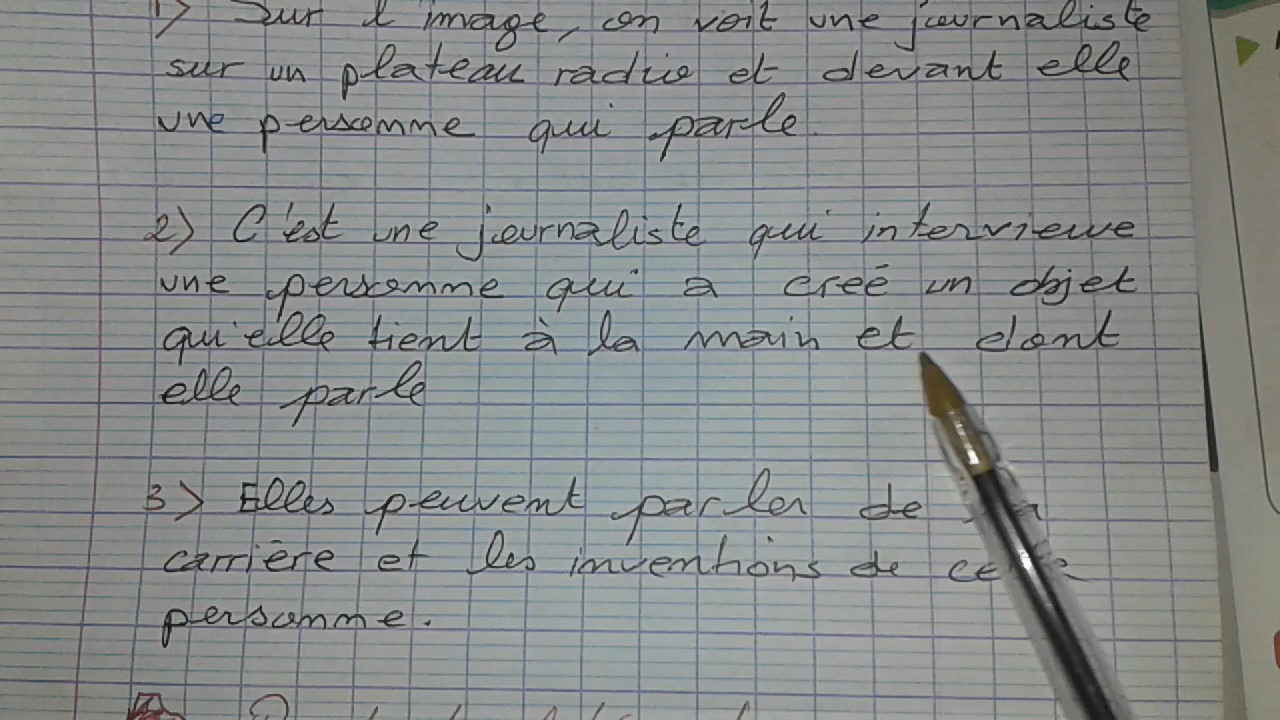 1) Sur l'image, on voit une journaliste
sur un plateau radio et devant elle
une personne qui parle.
2) C'est une journaliste qui interviewe
une personne qui a creé un objet
qu'elle tient à la main et dont
elle parle
3) Elles peuvent parler de
carrière et les inventions de
personne.